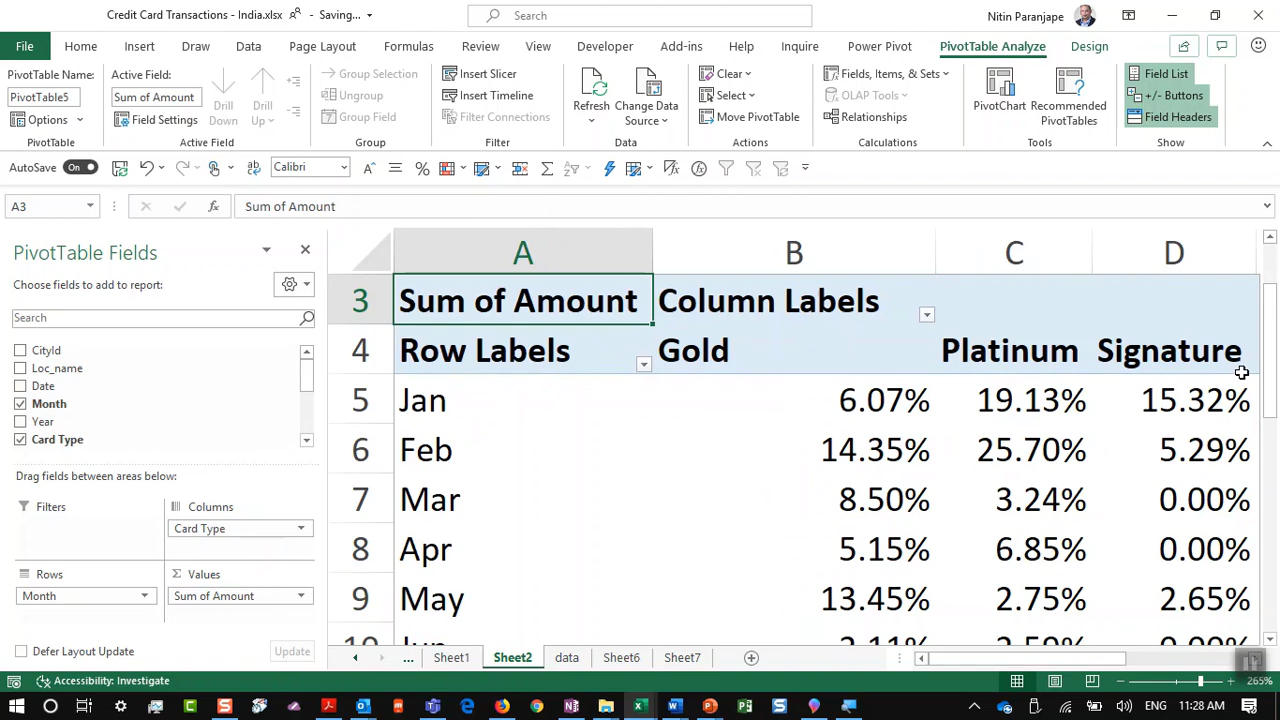 Credit Card Transactions - India.xlsx
Saving...
Search
Nitin Paranjape
File
Home
Insert
Draw
Data
Page Layout
Formulas
Review
View
Developer
Add-ins
Help
Inquire
Power Pivot
PivotTable Analyze
Design
PivotTable Name:
PivotTable5
Options
PivotTable
Active Field:
Sum of Amount
Field Settings
Drill Down
Drill Up
Active Field
Group Selection
Ungroup
Group Field
Group
Insert Slicer
Insert Timeline
Filter Connections
Filter
Refresh
Change Data Source
Data
Clear
Select
Move PivotTable
Actions
Fields, Items, & Sets
OLAP Tools
Relationships
Calculations
PivotChart
Recommended PivotTables
Tools
Field List
+/- Buttons
Field Headers
Show
AutoSave
On
Calibri
A3
Sum of Amount
PivotTable Fields
Choose fields to add to report:
Search
CityId
Loc_name
Date
Month
Year
Card Type
Drag fields between areas below:
Filters
Columns
Card Type
Rows
Month
Values
Sum of Amount
Defer Layout Update
Update
A B C D
3 Sum of Amount Column Labels
4 Row Labels Gold Platinum Signature
5 Jan 6.07% 19.13% 15.32%
6 Feb 14.35% 25.70% 5.29%
7 Mar 8.50% 3.24% 0.00%
8 Apr 5.15% 6.85% 0.00%
9 May 13.45% 2.75% 2.65%
...
Sheet1
Sheet2
data
Sheet6
Sheet7
Accessibility: Investigate
265%
ENG
11:28 AM